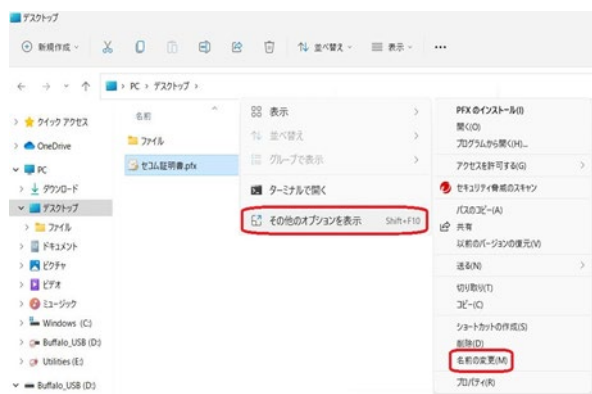 デスクトップ
新規作成
並べ替え
表示
PC > デスクトップ >
クイック アクセス
OneDrive
PC
ダウンロード
デスクトップ
ファイル
ドキュメント
ピクチャ
ビデオ
ミュージック
Windows (C:)
Buffalo_USB (D:)
Utilities (E:)
Buffalo_USB (D:)
名前
ファイル
セコム証明書.pfx
表示
並べ替え
グループで表示
ターミナルで開く
その他のオプションを表示 Shift+F10
PFX のインストール(I)
開く(O)
プログラムから開く(H)...
アクセスを許可する(G)
セキュリティ脅威のスキャン
パスのコピー(A)
共有
以前のバージョンの復元(V)
送る(N)
切り取り(T)
コピー(C)
ショートカットの作成(S)
削除(D)
名前の変更(M)
プロパティ(R)